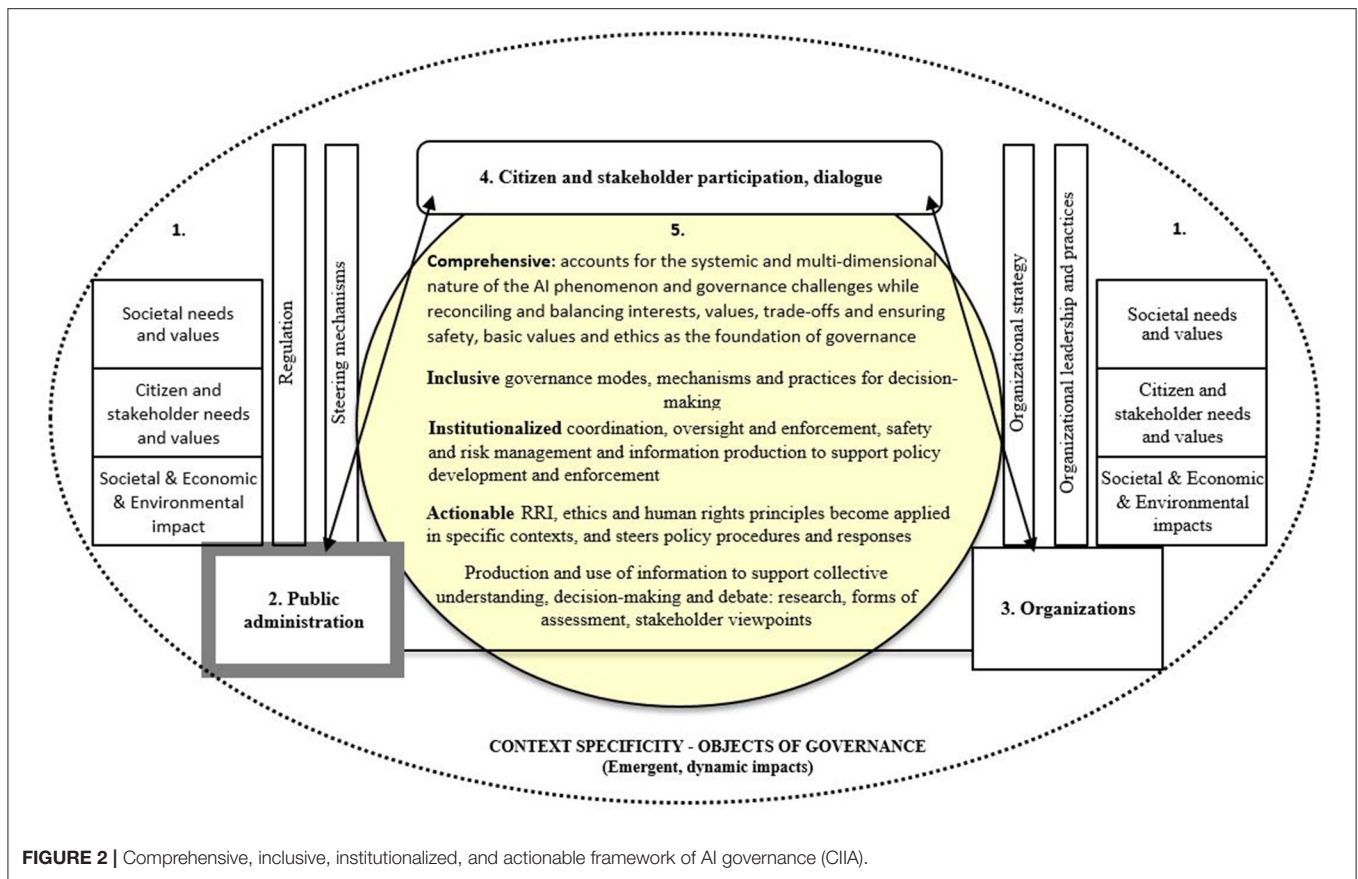 4. Citizen and stakeholder participation, dialogue
1.
Societal needs
and values
Citizen and
stakeholder needs
and values
Societal & Economic
& Environmental
impact
Regulation
Steering mechanisms
2. Public
administration
5.
Comprehensive: accounts for the systemic and multi-dimensional
nature of the AI phenomenon and governance challenges while
reconciling and balancing interests, values, trade-offs and ensuring
safety, basic values and ethics as the foundation of governance
Inclusive governance modes, mechanisms and practices for decision-
making
Institutionalized coordination, oversight and enforcement, safety
and risk management and information production to support policy
development and enforcement
Actionable RRI, ethics and human rights principles become applied
in specific contexts, and steers policy procedures and responses
Production and use of information to support collective
understanding, decision-making and debate: research, forms of
assessment, stakeholder viewpoints
Organizational strategy
Organizational leadership and practices
1.
Societal needs
and values
Citizen and
stakeholder needs
and values
Societal & Economic
& Environmental
impacts
3. Organizations
CONTEXT SPECIFICITY - OBJECTS OF GOVERNANCE
(Emergent, dynamic impacts)
FIGURE 2 | Comprehensive, inclusive, institutionalized, and actionable framework of AI governance (CIIA).